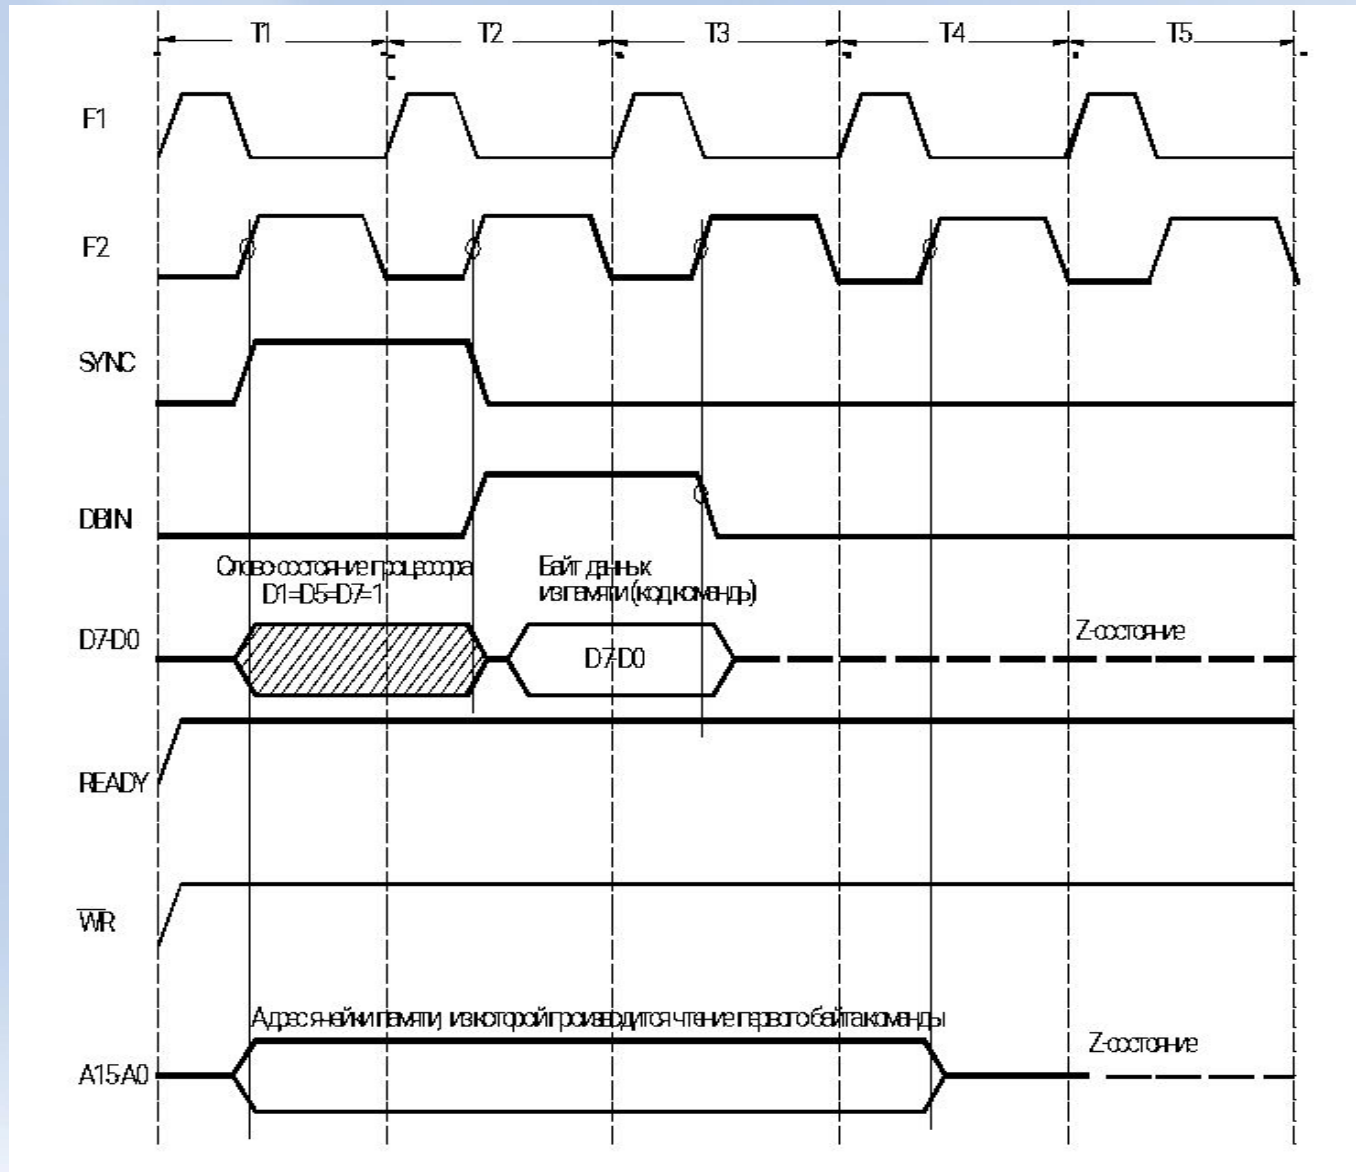 T1 T2 T3 T4 T5
F1
F2
SYNC
DBIN
Слово-состояние процессора
D1=D5=D7=1
Байт данных
из памяти (код команды)
D7-D0
D7-D0
Z-состояние
READY
WR
Адрес ячейки памяти, из которой производится чтение первого байта команды
Z-состояние
A15-A0